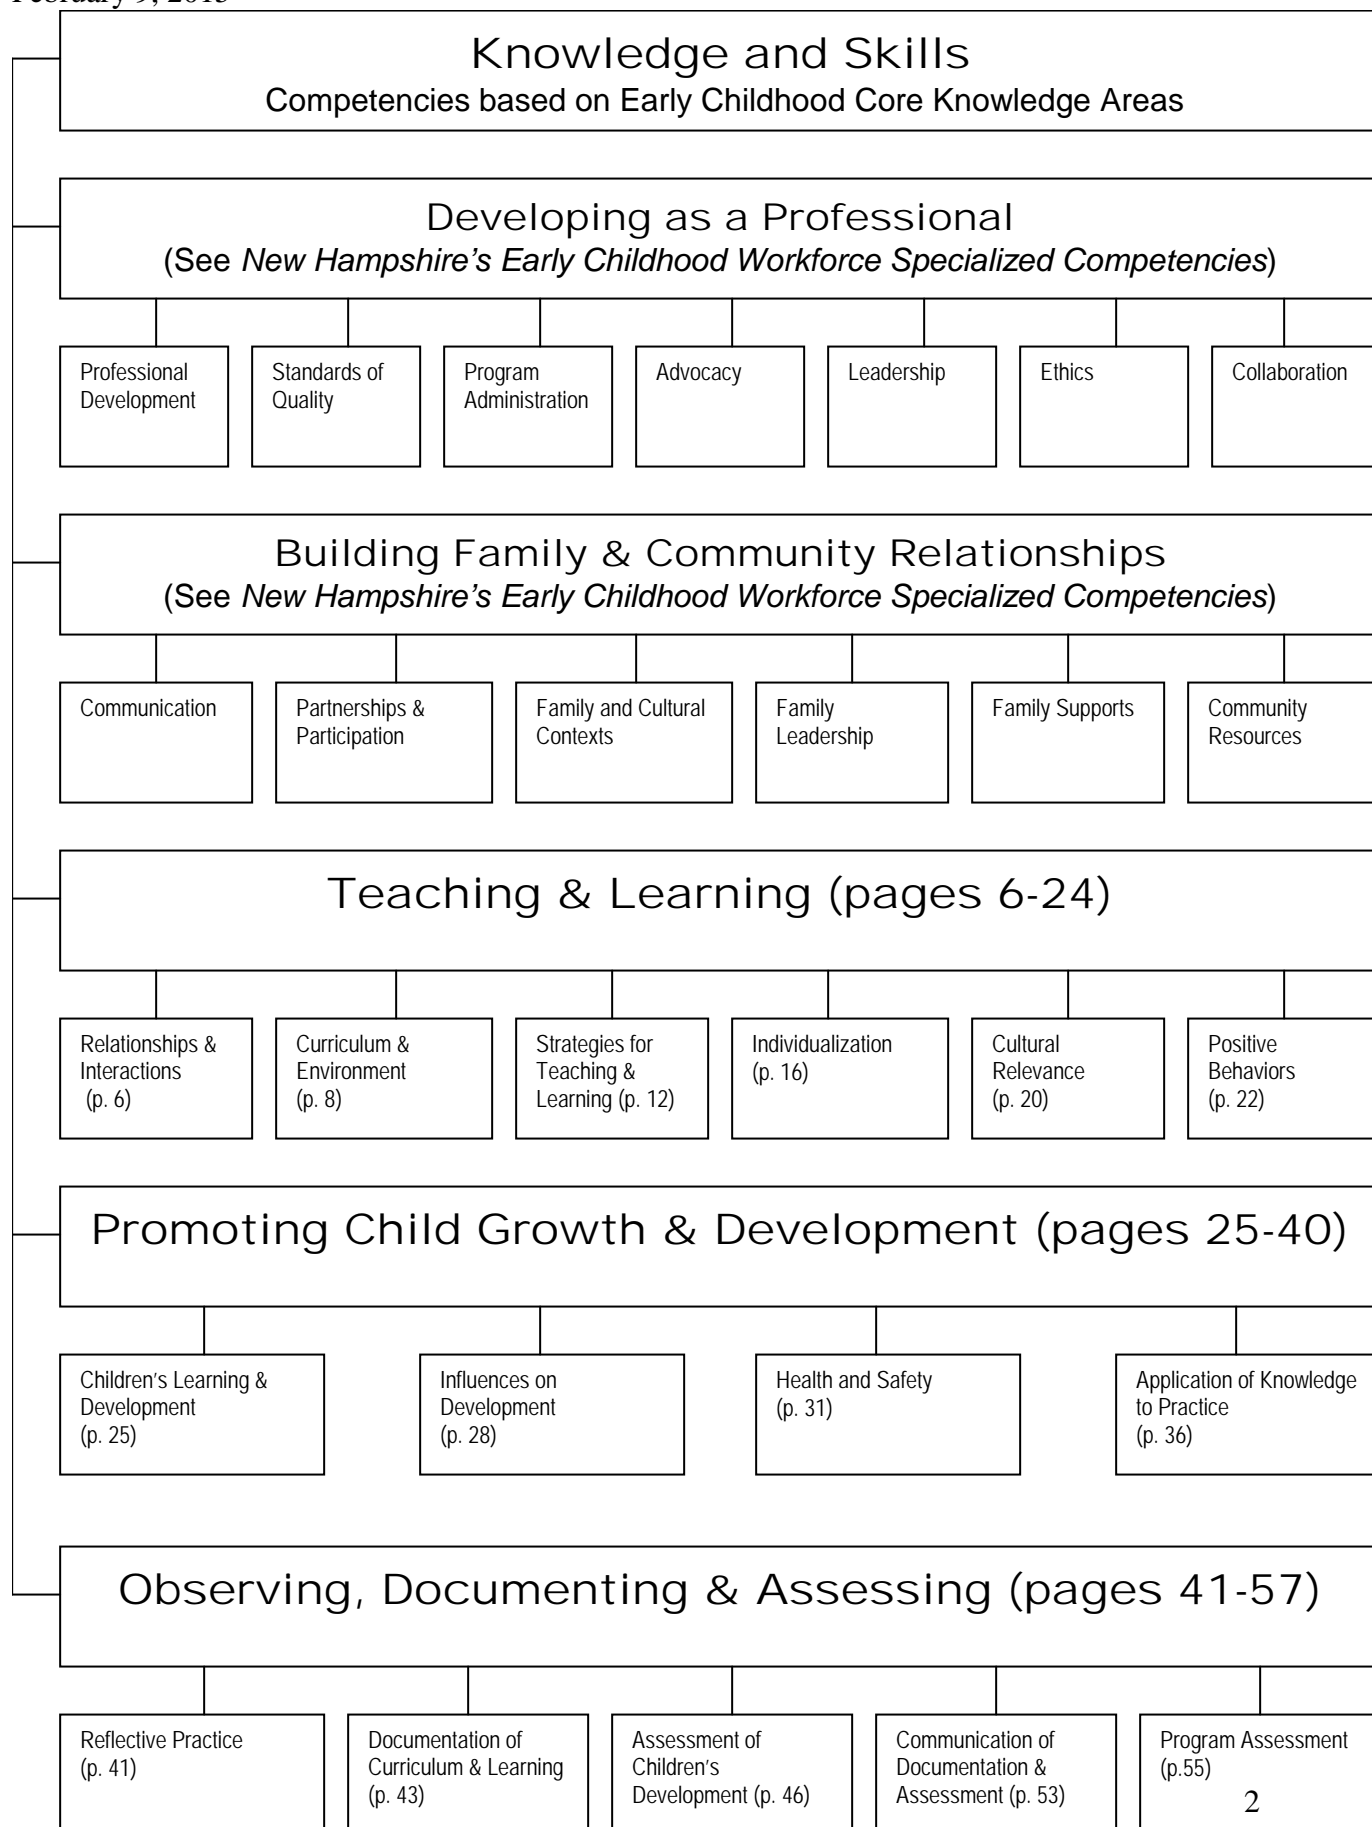 February 9, 2015
Knowledge and Skills
Competencies based on Early Childhood Core Knowledge Areas
Developing as a Professional
(See New Hampshire's Early Childhood Workforce Specialized Competencies)
Professional
Development
Standards of
Quality
Program
Administration
Advocacy
Leadership
Ethics
Collaboration
Building Family & Community Relationships
(See New Hampshire's Early Childhood Workforce Specialized Competencies)
Communication
Partnerships &
Participation
Family and Cultural
Contexts
Family
Leadership
Family Supports
Community
Resources
Teaching & Learning (pages 6-24)
Relationships &
Interactions
(p. 6)
Curriculum &
Environment
(p. 8)
Strategies for
Teaching &
Learning (p. 12)
Individualization
(p. 16)
Cultural
Relevance
(p. 20)
Positive
Behaviors
(p. 22)
Promoting Child Growth & Development (pages 25-40)
Children's Learning &
Development
(p. 25)
Influences on
Development
(p. 28)
Health and Safety
(p. 31)
Application of Knowledge
to Practice
(p. 36)
Observing, Documenting & Assessing (pages 41-57)
Reflective Practice
(p. 41)
Documentation of
Curriculum & Learning
(p. 43)
Assessment of
Children's
Development (p. 46)
Communication of
Documentation &
Assessment (p. 53)
Program Assessment
(p.55)
2